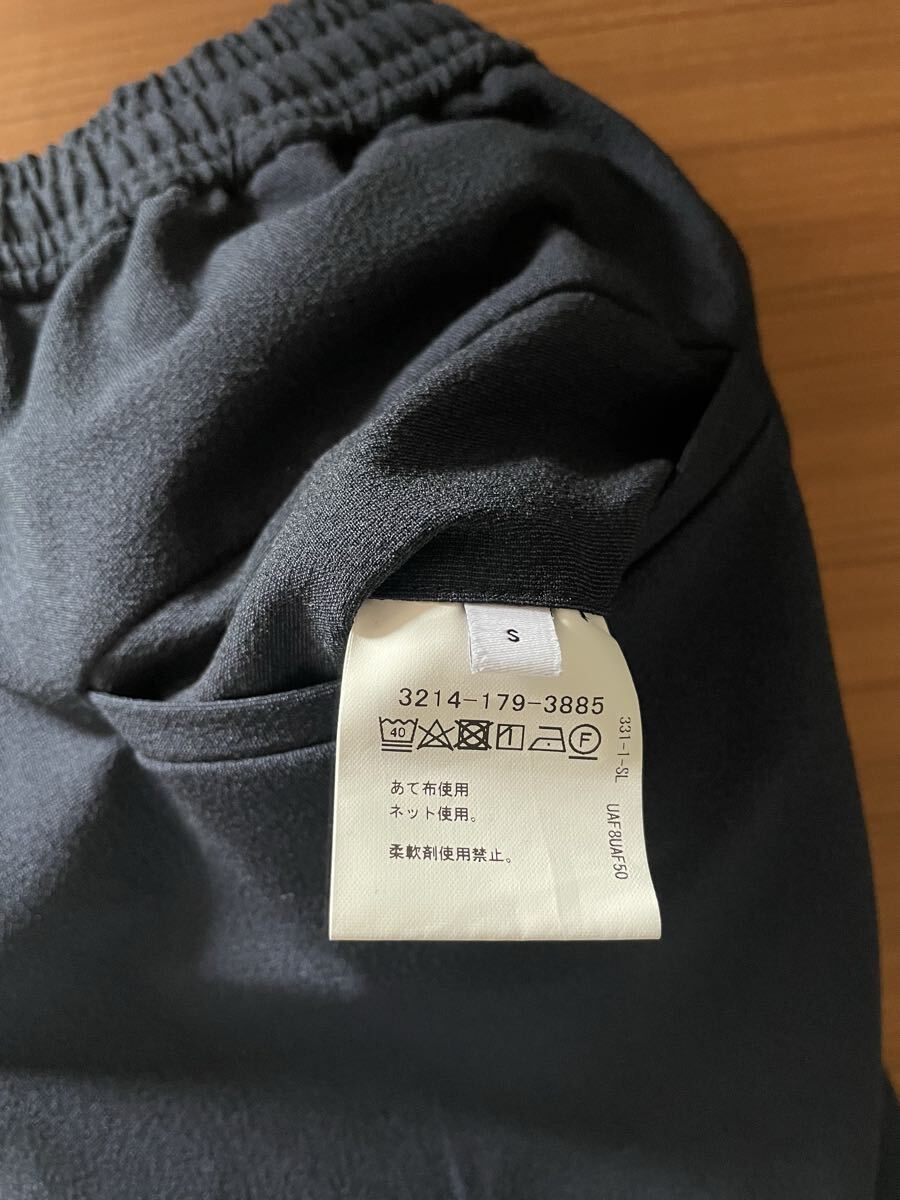 S
3214-179-3885
40
F
あて布使用
ネット使用。
柔軟剤使用禁止。
331-1-SL UAF8UAF50